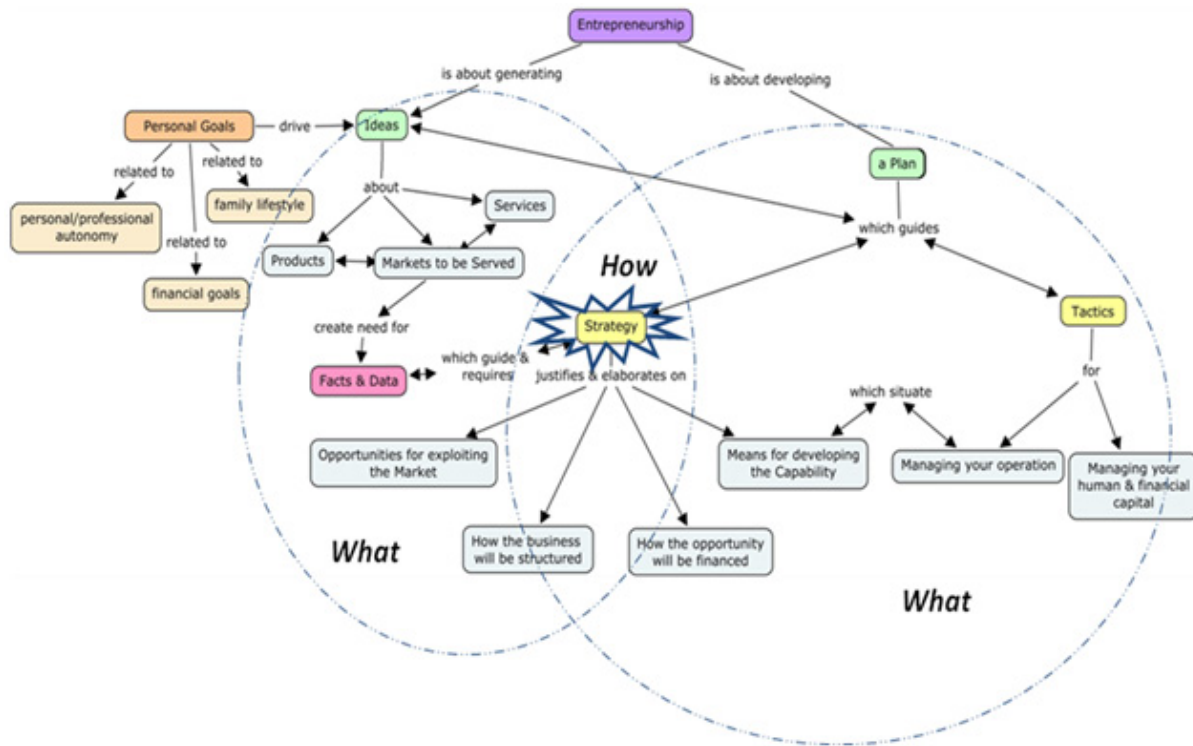 Entrepreneurship
is about generating
is about developing
Personal Goals
drive
Ideas
a Plan
related to
related to
about
personal/professional
autonomy
family lifestyle
Services
which guides
related to
Products
Markets to be Served
How
financial goals
Tactics
create need for
Strategy
which guide &
requires
justifies & elaborates on
Facts & Data
for
which situate
Opportunities for exploiting
the Market
Means for developing
the Capability
Managing your operation
Managing your
human & financial
capital
What
How the business
will be structured
How the opportunity
will be financed
What